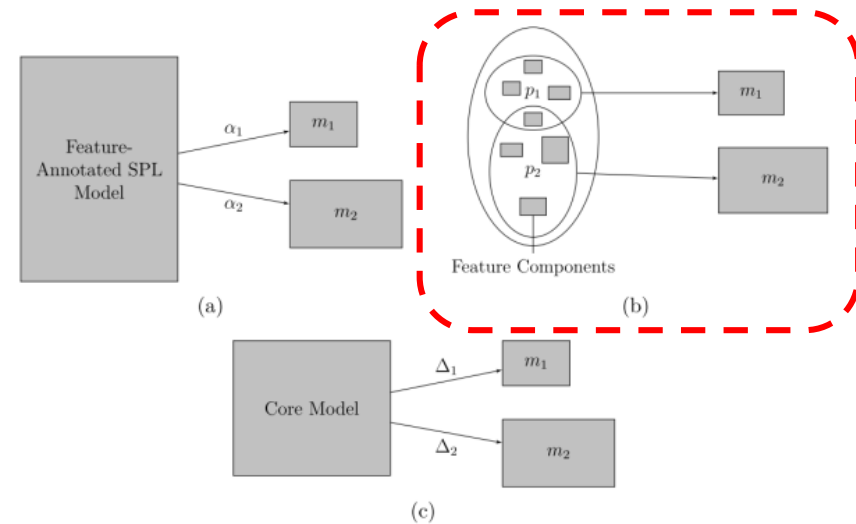 Feature-
Annotated SPL
Model
α₁
α₂
m₁
m₂
(a)
p₁
p₂
Feature Components
m₁
m₂
(b)
Core Model
Δ₁
Δ₂
m₁
m₂
(c)